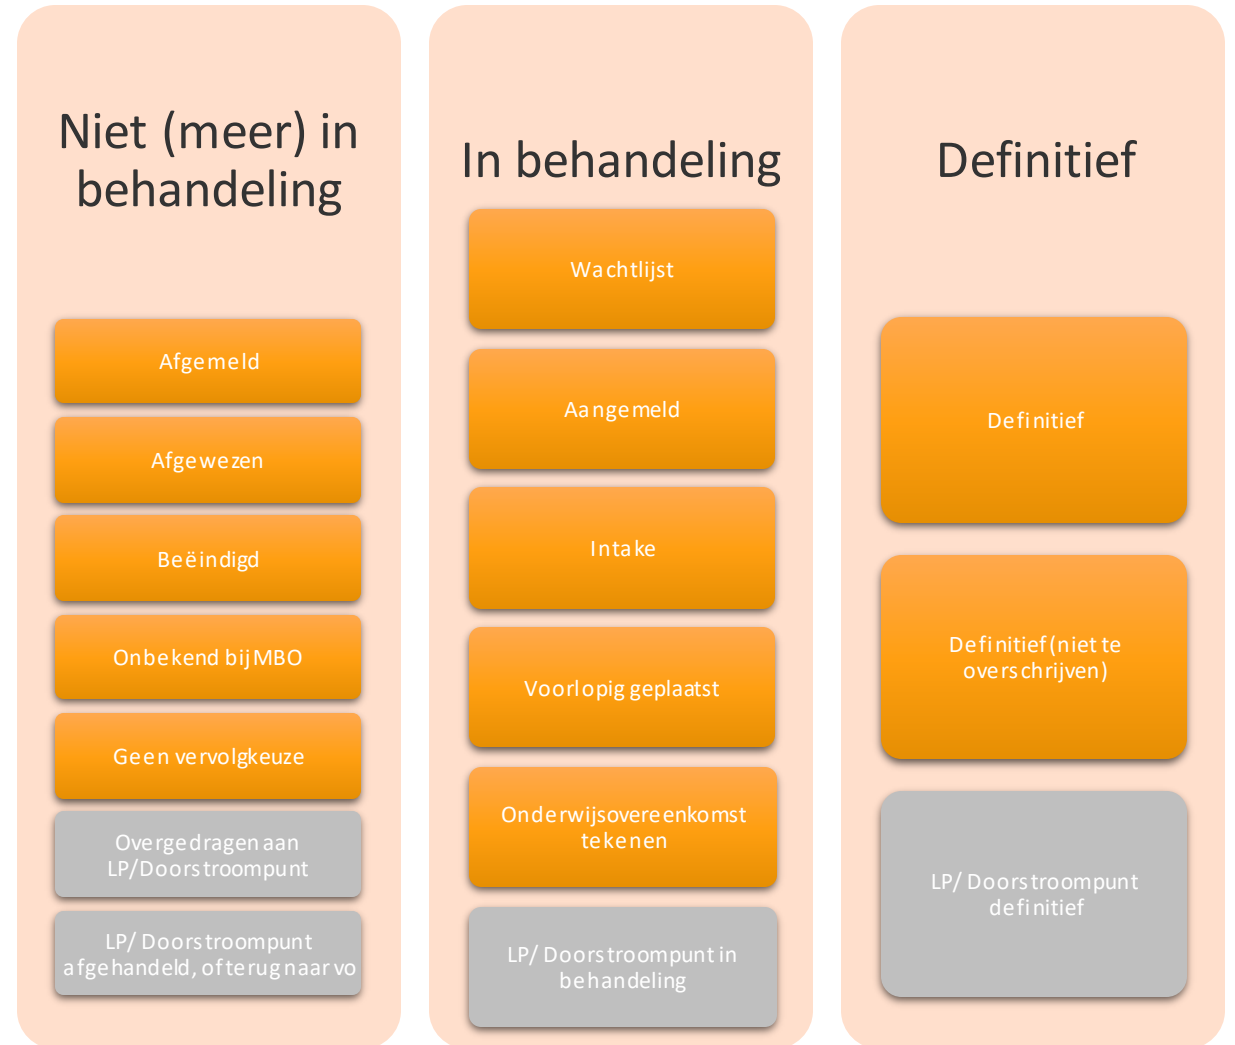 Niet (meer) in
behandeling
Afgemeld
Afgewezen
Beëindigd
Onbekend bij MBO
Geen vervolgkeuze
Overgedragen aan
LP/Doorstroompunt
LP/ Doorstroompunt
afgehandeld, of terug naar vo
In behandeling
Wachtlijst
Aangemeld
Intake
Voorlopig geplaatst
Onderwijsovereenkomst
tekenen
LP/ Doorstroompunt in
behandeling
Definitief
Definitief
Definitief (niet te
overschrijven)
LP/ Doorstroompunt
definitief